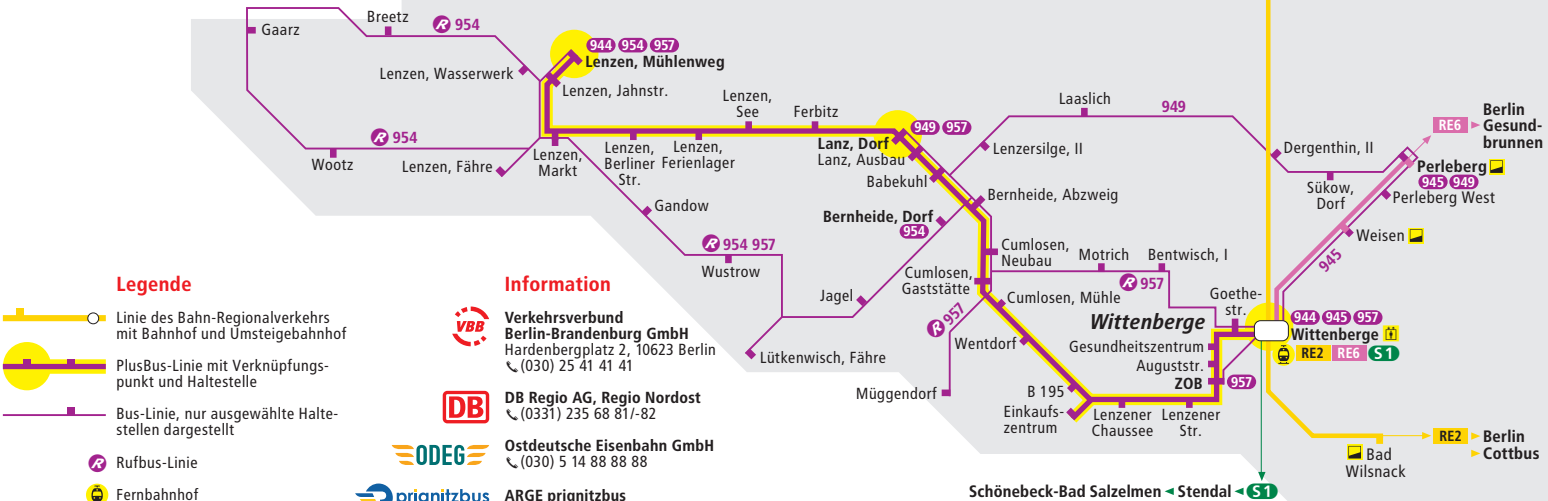 Gaarz
Breetz
R 954
Lenzen, Wasserwerk
944 954 957
Lenzen, Mühlenweg
Lenzen, Jahnstr.
R 954
Wootz
Lenzen, Fähre
Lenzen,
Markt
Lenzen,
Berliner
Str.
Lenzen,
Ferienlager
Lenzen,
See
Ferbitz
949 957
Lanz, Dorf
Lanz, Ausbau
Babekuhl
Laaslich
949
Lenzersilge, II
Dergenthin, II
Sükow,
Dorf
RE6
Berlin
Gesund-
brunnen
Perleberg
945 949
Perleberg West
Weisen
945
Gandow
R 954 957
Wustrow
Bernheide, Dorf
954
Bernheide, Abzweig
Jagel
Lütkenwisch, Fähre
Cumlosen,
Neubau
Cumlosen,
Gaststätte
Motrich
Bentwisch, I
R 957
Cumlosen, Mühle
R 957
Wentdorf
Müggendorf
B 195
Einkaufs-
zentrum
Lenzener
Chaussee
Lenzener
Str.
Wittenberge
Goethe-
str.
Gesundheitszentrum
Auguststr.
ZOB
957
944 945 957
Wittenberge
RE2 RE6 S1
RE2
Berlin
Cottbus
Bad
Wilsnack
Schönebeck-Bad Salzelmen Stendal S1
Legende
Linie des Bahn-Regionalverkehrs
mit Bahnhof und Umsteigebahnhof
PlusBus-Linie mit Verknüpfungs-
punkt und Haltestelle
Bus-Linie, nur ausgewählte Halte-
stellen dargestellt
R Rufbus-Linie
Fernbahnhof
Information
VBB
Verkehrsverbund
Berlin-Brandenburg GmbH
Hardenbergplatz 2, 10623 Berlin
(030) 25 41 41 41
DB
DB Regio AG, Regio Nordost
(0331) 235 68 81/-82
ODEG
Ostdeutsche Eisenbahn GmbH
(030) 5 14 88 88 88
prignitzbus
ARGE prignitzbus